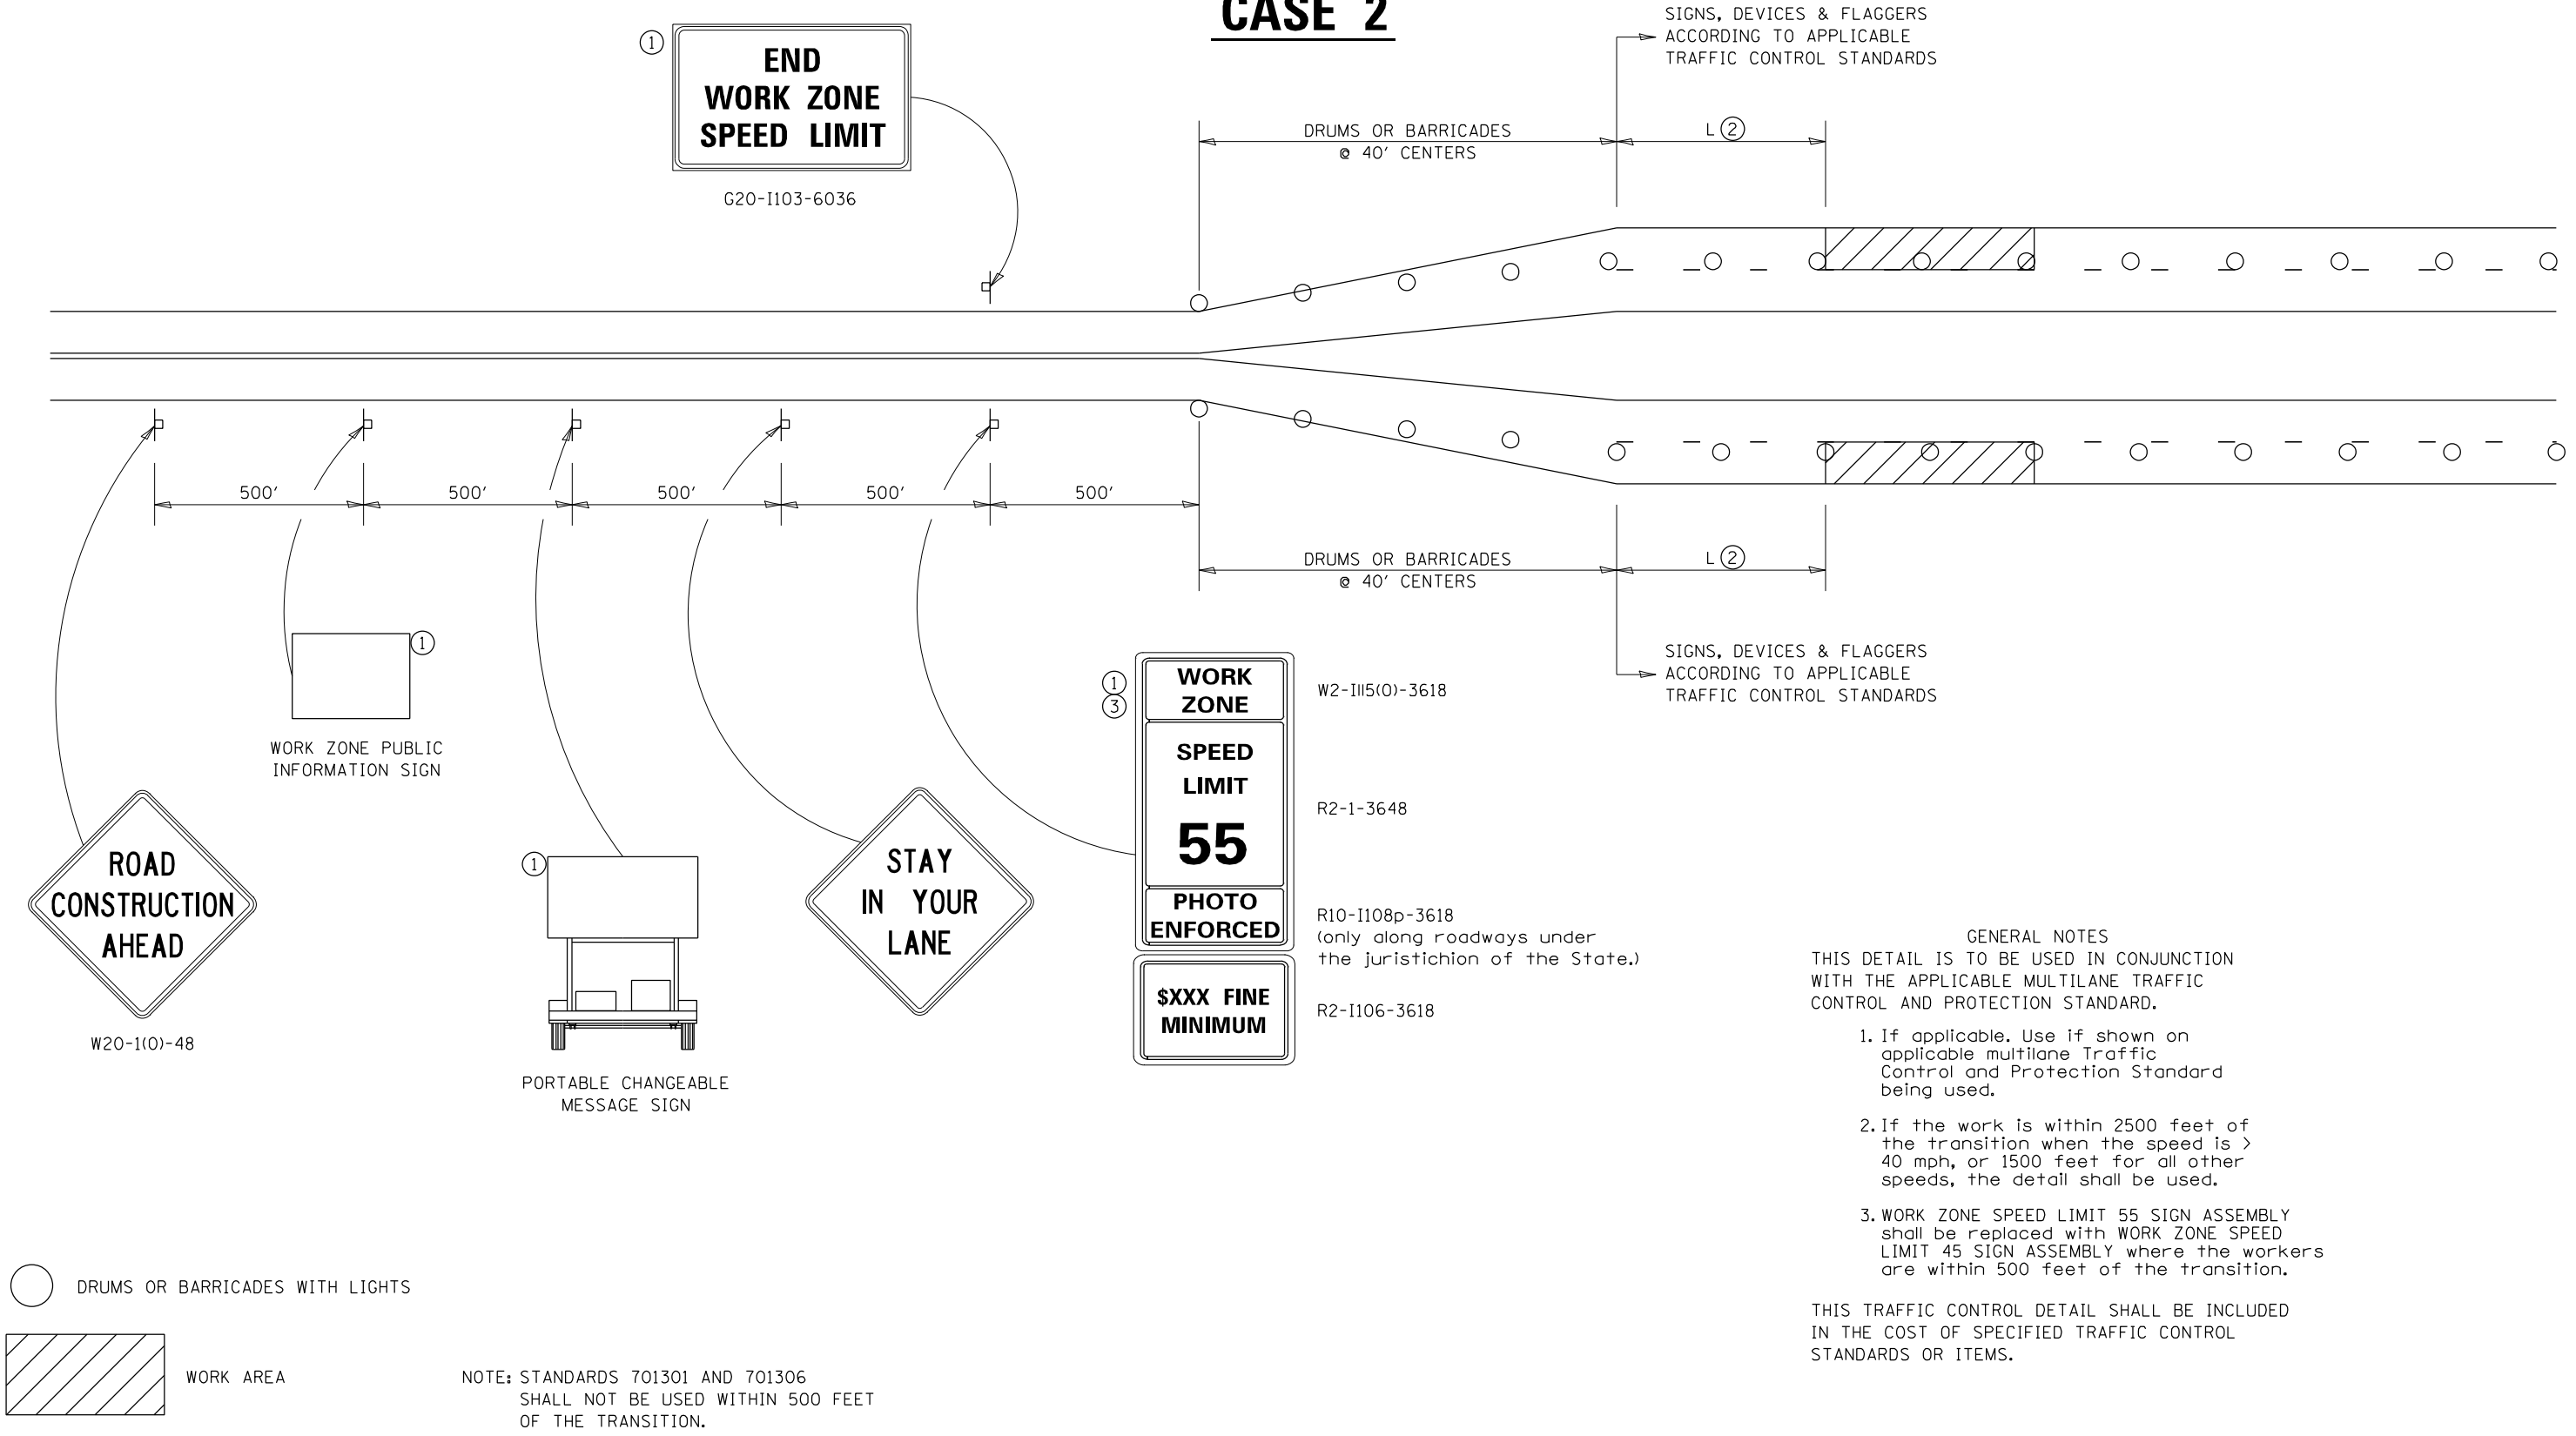 CASE 2
SIGNS, DEVICES & FLAGGERS
ACCORDING TO APPLICABLE
TRAFFIC CONTROL STANDARDS
1
END
WORK ZONE
SPEED LIMIT
G20-I103-6036
DRUMS OR BARRICADES
@ 40' CENTERS
L 2
500'
500'
500'
500'
500'
DRUMS OR BARRICADES
@ 40' CENTERS
L 2
SIGNS, DEVICES & FLAGGERS
ACCORDING TO APPLICABLE
TRAFFIC CONTROL STANDARDS
1
WORK ZONE PUBLIC
INFORMATION SIGN
ROAD
CONSTRUCTION
AHEAD
W20-1(O)-48
1
PORTABLE CHANGEABLE
MESSAGE SIGN
STAY
IN YOUR
LANE
1
3
WORK
ZONE
W2-I115(O)-3618
SPEED
LIMIT
55
R2-1-3648
PHOTO
ENFORCED
R10-I108p-3618
(only along roadways under
the juristichion of the State.)
$XXX FINE
MINIMUM
R2-I106-3618
GENERAL NOTES
THIS DETAIL IS TO BE USED IN CONJUNCTION
WITH THE APPLICABLE MULTILANE TRAFFIC
CONTROL AND PROTECTION STANDARD.
1. If applicable. Use if shown on
applicable multilane Traffic
Control and Protection Standard
being used.
2. If the work is within 2500 feet of
the transition when the speed is >
40 mph, or 1500 feet for all other
speeds, the detail shall be used.
3. WORK ZONE SPEED LIMIT 55 SIGN ASSEMBLY
shall be replaced with WORK ZONE SPEED
LIMIT 45 SIGN ASSEMBLY where the workers
are within 500 feet of the transition.
THIS TRAFFIC CONTROL DETAIL SHALL BE INCLUDED
IN THE COST OF SPECIFIED TRAFFIC CONTROL
STANDARDS OR ITEMS.
DRUMS OR BARRICADES WITH LIGHTS
WORK AREA
NOTE: STANDARDS 701301 AND 701306
SHALL NOT BE USED WITHIN 500 FEET
OF THE TRANSITION.